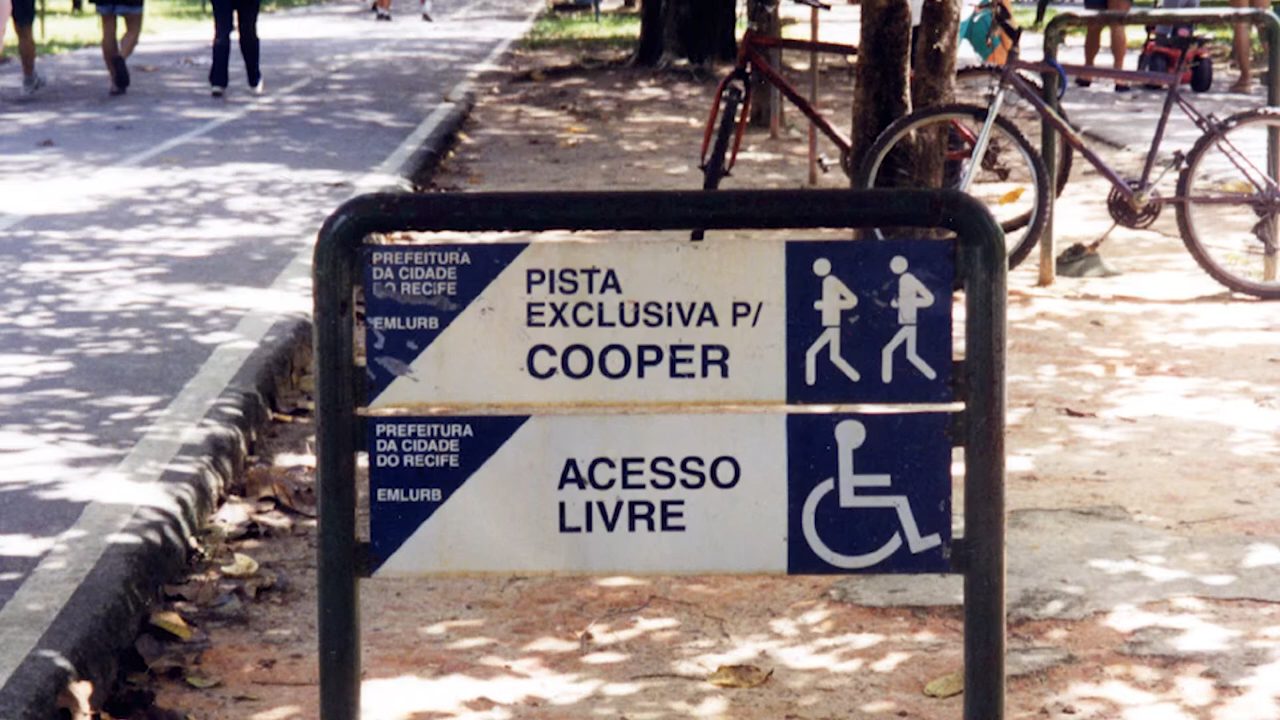 PREFEITURA
DA CIDADE
DO RECIFE
EMLURB
PISTA
EXCLUSIVA P/
COOPER
PREFEITURA
DA CIDADE
DO RECIFE
EMLURB
ACESSO
LIVRE